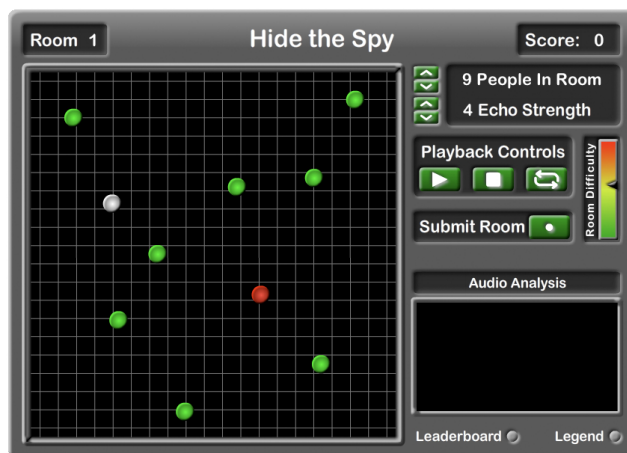 Room 1
Hide the Spy
Score: 0
9 People In Room
4 Echo Strength
Playback Controls
Room Difficulty
Submit Room
Audio Analysis
Leaderboard
Legend